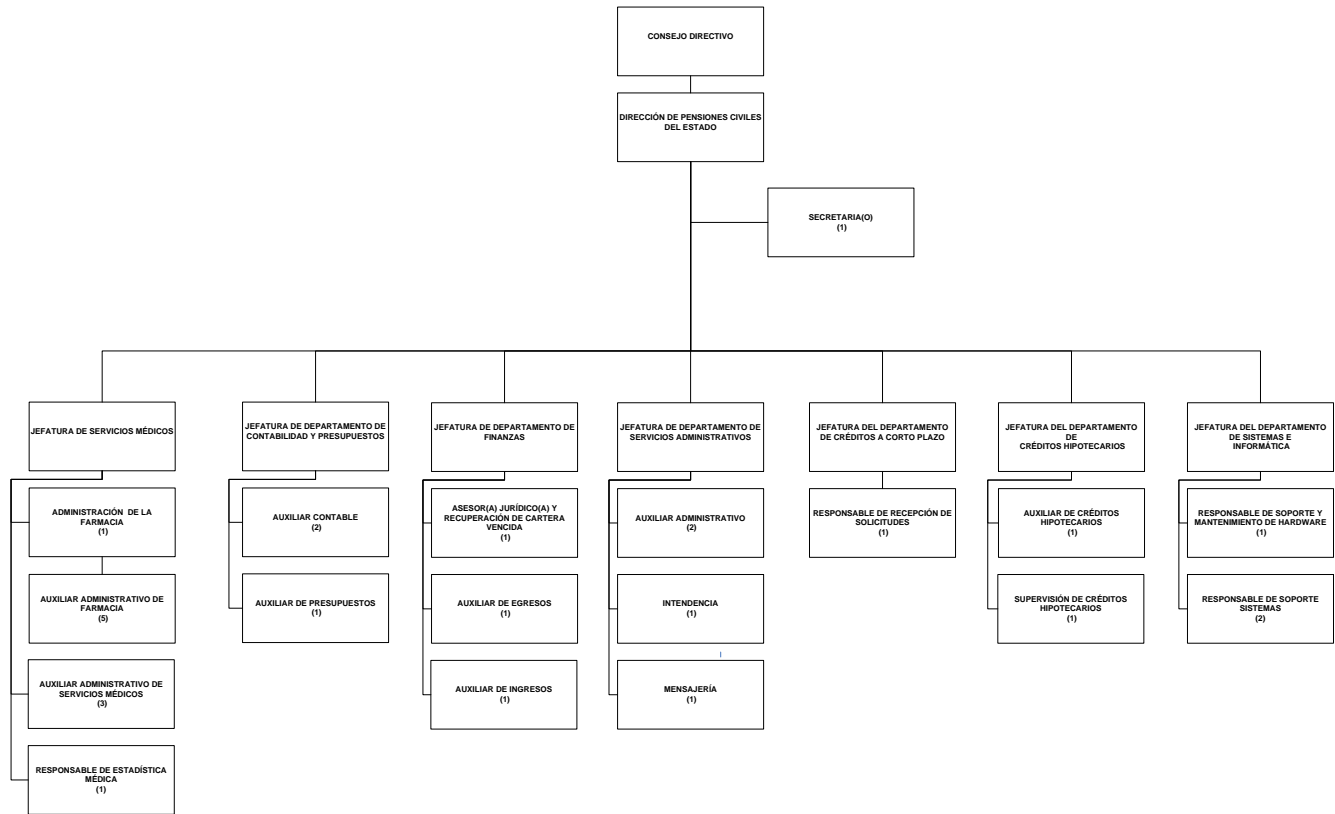 CONSEJO DIRECTIVO
DIRECCIÓN DE PENSIONES CIVILES
DEL ESTADO
SECRETARIA(O)
(1)
JEFATURA DE SERVICIOS MÉDICOS
JEFATURA DE DEPARTAMENTO DE
CONTABILIDAD Y PRESUPUESTOS
JEFATURA DE DEPARTAMENTO DE
FINANZAS
JEFATURA DE DEPARTAMENTO DE
SERVICIOS ADMINISTRATIVOS
JEFATURA DEL DEPARTAMENTO
DE CRÉDITOS A CORTO PLAZO
JEFATURA DEL DEPARTAMENTO
DE
CRÉDITOS HIPOTECARIOS
JEFATURA DEL DEPARTAMENTO
DE SISTEMAS E
INFORMÁTICA
ADMINISTRACIÓN DE LA
FARMACIA
(1)
AUXILIAR CONTABLE
(2)
ASESOR(A) JURÍDICO(A) Y
RECUPERACIÓN DE CARTERA
VENCIDA
(1)
AUXILIAR ADMINISTRATIVO
(2)
RESPONSABLE DE RECEPCIÓN DE
SOLICITUDES
(1)
AUXILIAR DE CRÉDITOS
HIPOTECARIOS
(1)
RESPONSABLE DE SOPORTE Y
MANTENIMIENTO DE HARDWARE
(1)
AUXILIAR ADMINISTRATIVO DE
FARMACIA
(5)
AUXILIAR DE PRESUPUESTOS
(1)
AUXILIAR DE EGRESOS
(1)
INTENDENCIA
(1)
SUPERVISIÓN DE CRÉDITOS
HIPOTECARIOS
(1)
RESPONSABLE DE SOPORTE
SISTEMAS
(2)
AUXILIAR ADMINISTRATIVO DE
SERVICIOS MÉDICOS
(3)
AUXILIAR DE INGRESOS
(1)
MENSAJERÍA
(1)
RESPONSABLE DE ESTADÍSTICA
MÉDICA
(1)